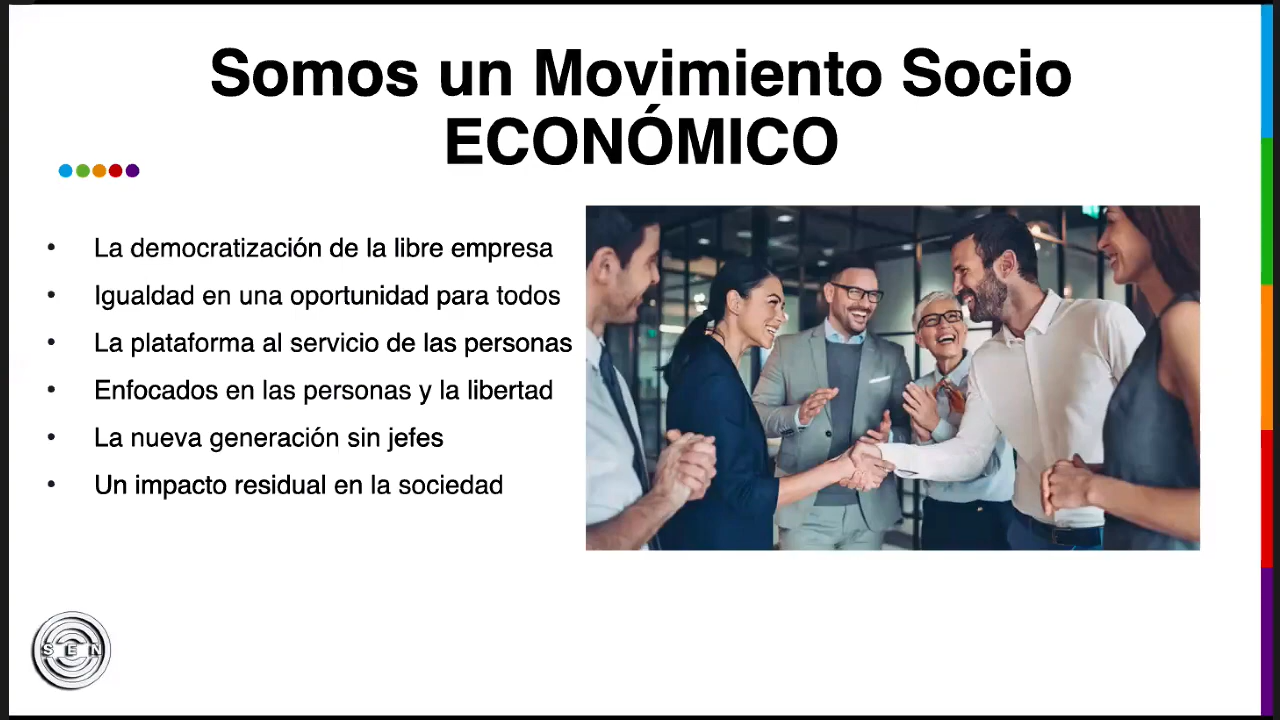 Somos un Movimiento Socio
ECONÓMICO
• La democratización de la libre empresa
• Igualdad en una oportunidad para todos
• La plataforma al servicio de las personas
• Enfocados en las personas y la libertad
• La nueva generación sin jefes
• Un impacto residual en la sociedad
SEN